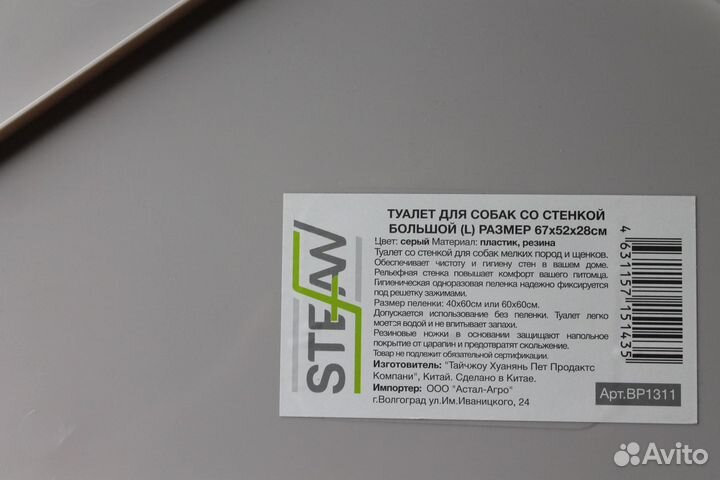 STEFAN
ТУАЛЕТ ДЛЯ СОБАК СО СТЕНКОЙ
БОЛЬШОЙ (L) РАЗМЕР 67x52x28см
Цвет: серый Материал: пластик, резина
Туалет со стенкой для собак мелких пород и щенков.
Обеспечивает чистоту и гигиену стен в вашем доме.
Рельефная стенка повышает комфорт вашего питомца.
Гигиеническая одноразовая пеленка надежно фиксируется
под решетку зажимами.
Размер пеленки: 40х60см или 60х60см.
Допускается использование без пеленки. Туалет легко
моется водой и не впитывает запахи.
Резиновые ножки в основании защищают напольное
покрытие от царапин и предотвратят скольжение.
Товар не подлежит обязательной сертификации.
Изготовитель: "Тайчжоу Хуанянь Пет Продактс
Компани", Китай. Сделано в Китае.
Импортер: ООО "Астал-Агро"
г.Волгоград ул.Им.Иваницкого, 24
4 631157 151435
Арт.BP1311
Avito